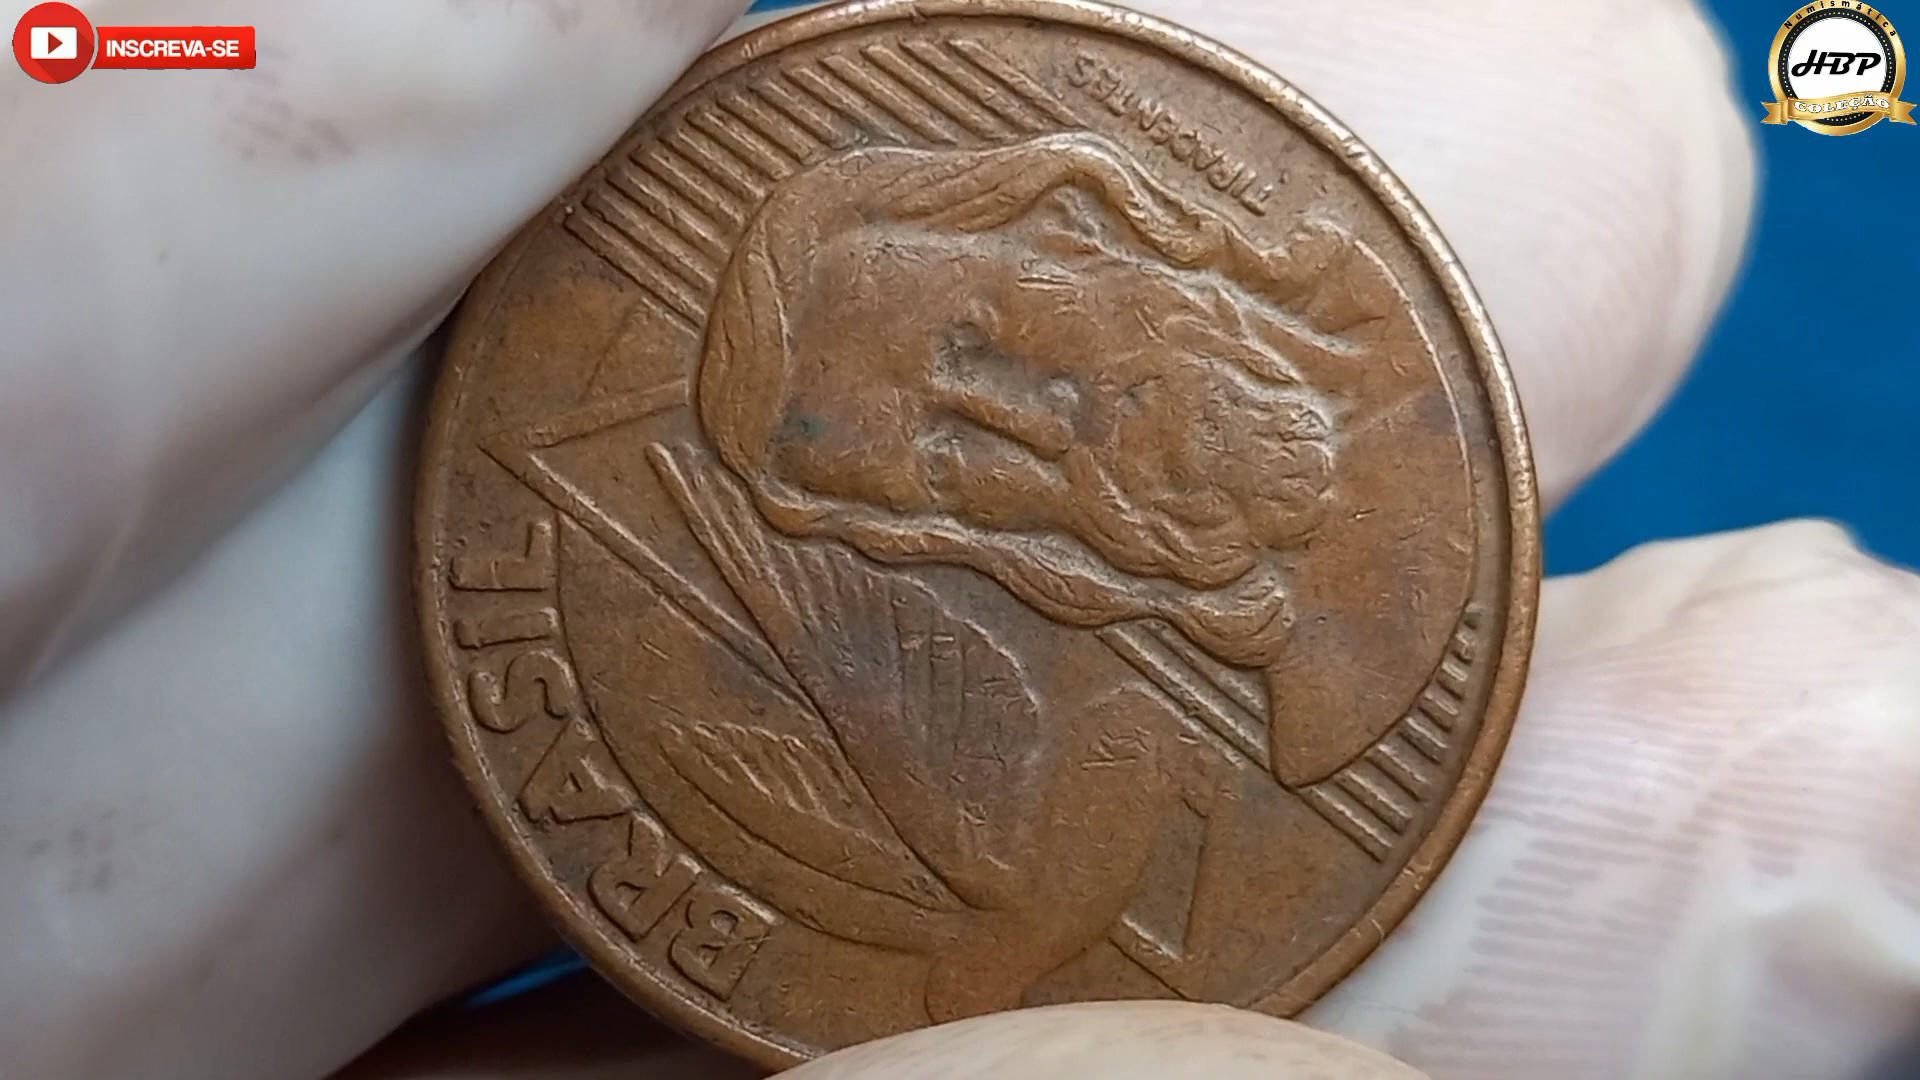 INSCREVA-SE
Numismática
HBP
COLEÇÃO
TIRADENTES
BRASIL